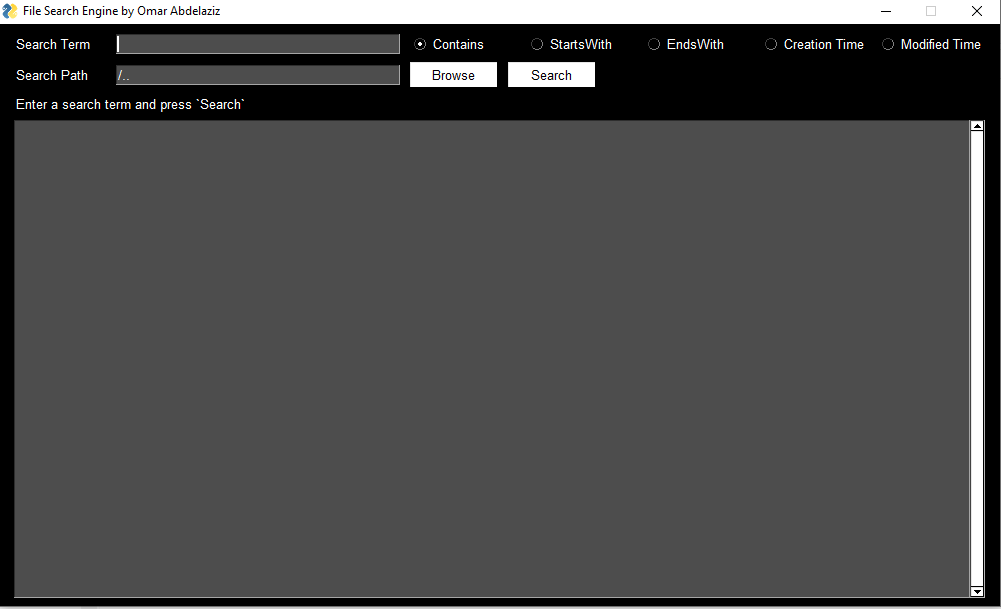 File Search Engine by Omar Abdelaziz
Search Term Contains StartsWith EndsWith Creation Time Modified Time
Search Path /.. Browse Search
Enter a search term and press `Search`